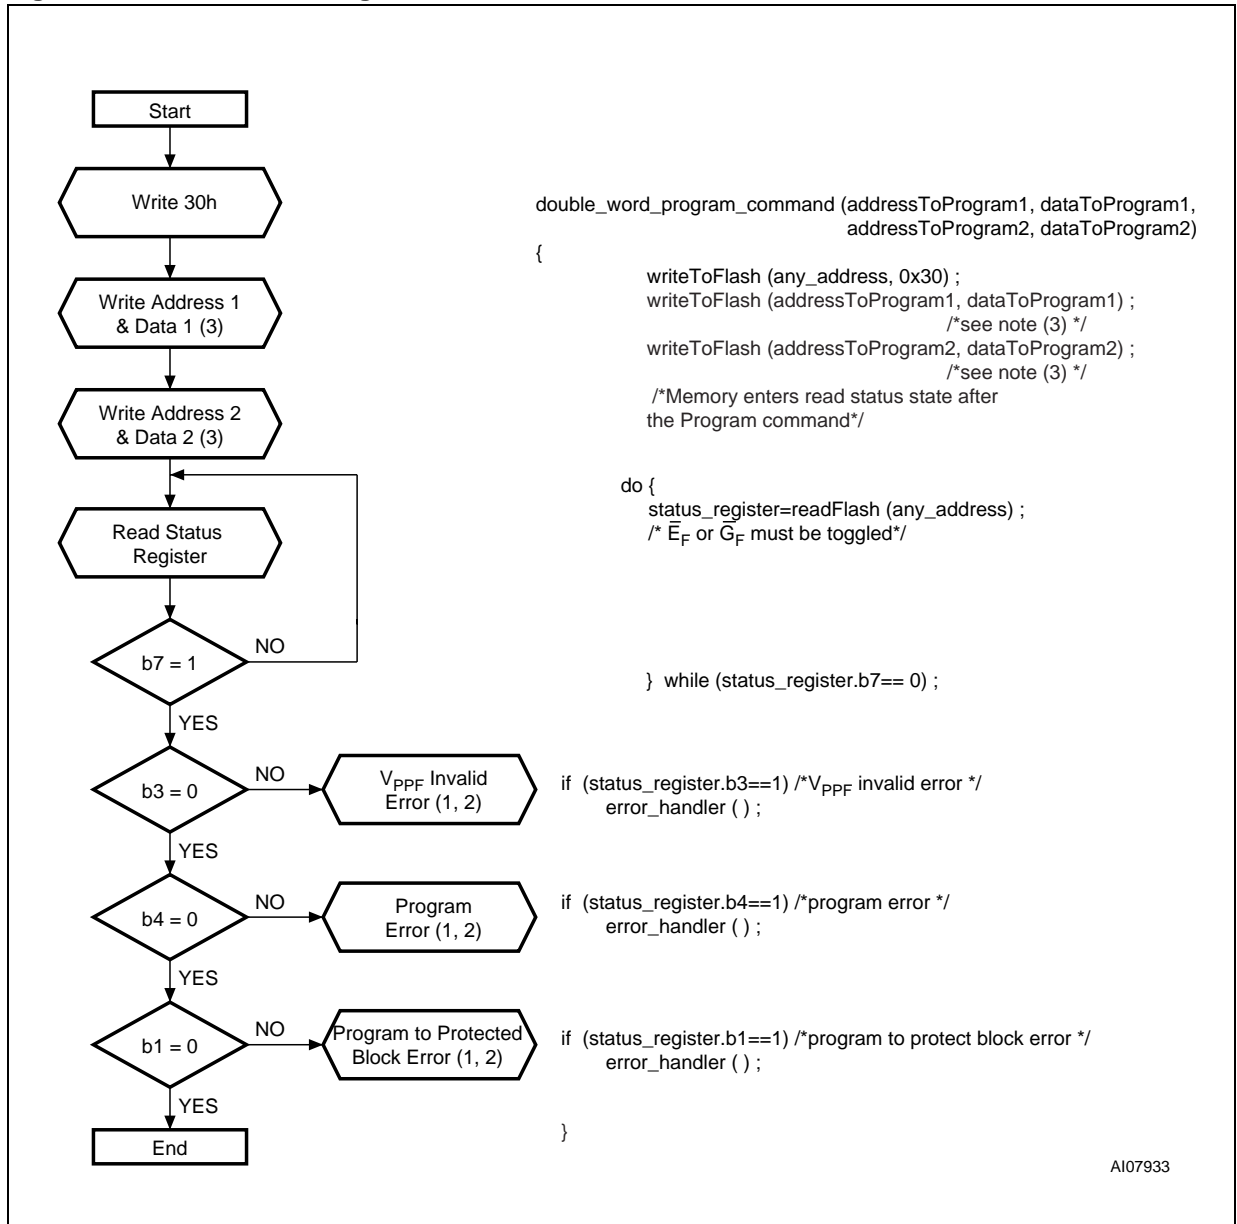 Start
Write 30h
Write Address 1
& Data 1 (3)
Write Address 2
& Data 2 (3)
Read Status
Register
b7 = 1
NO
YES
b3 = 0
NO
VPPF Invalid
Error (1, 2)
YES
b4 = 0
NO
Program
Error (1, 2)
YES
b1 = 0
NO
Program to Protected
Block Error (1, 2)
YES
End
double_word_program_command (addressToProgram1, dataToProgram1,
addressToProgram2, dataToProgram2)
{
writeToFlash (any_address, 0x30) ;
writeToFlash (addressToProgram1, dataToProgram1) ;
/*see note (3) */
writeToFlash (addressToProgram2, dataToProgram2) ;
/*see note (3) */
/*Memory enters read status state after
the Program command*/
do {
status_register=readFlash (any_address) ;
/* E̅F or G̅F must be toggled*/
} while (status_register.b7== 0) ;
if (status_register.b3==1) /*VPPF invalid error */
error_handler ( ) ;
if (status_register.b4==1) /*program error */
error_handler ( ) ;
if (status_register.b1==1) /*program to protect block error */
error_handler ( ) ;
}
AI07933